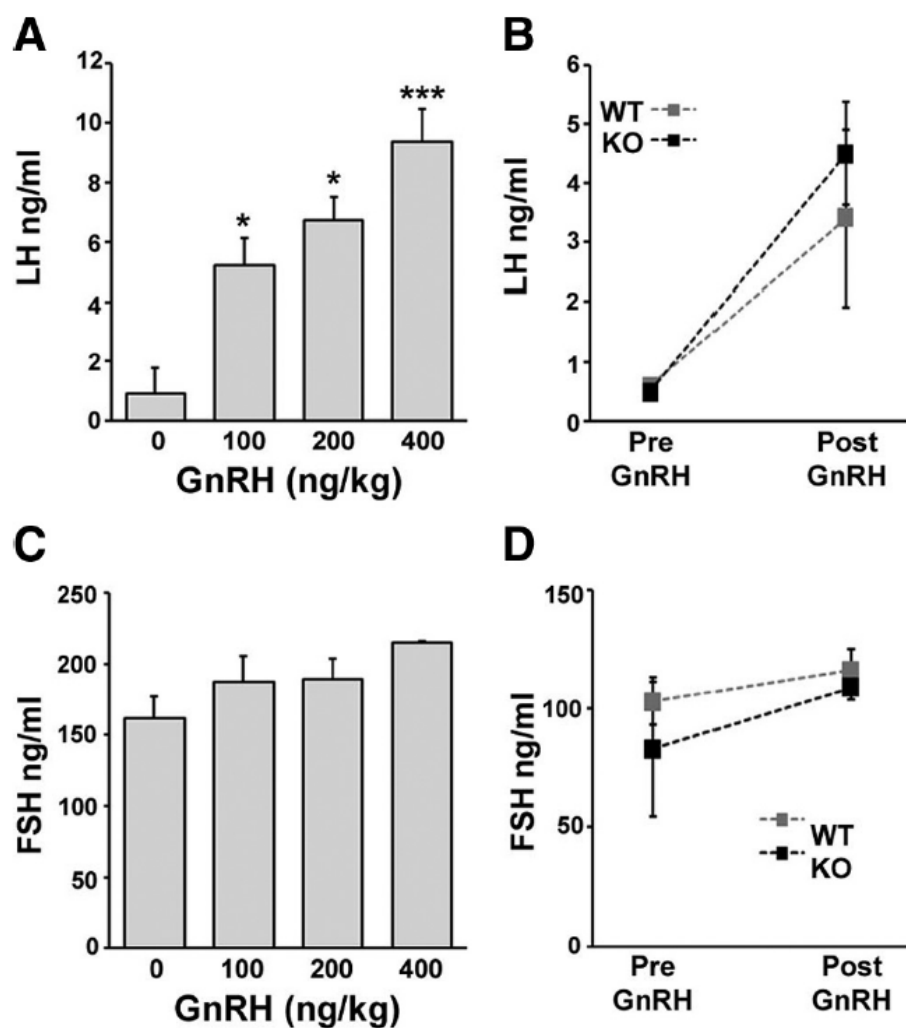 A
LH ng/ml
12
10
8
6
4
2
0
*
*
***
0 100 200 400
GnRH (ng/kg)
B
LH ng/ml
6
5
4
3
2
1
0
WT
KO
Pre Post
GnRH GnRH
C
FSH ng/ml
250
200
150
100
50
0
0 100 200 400
GnRH (ng/kg)
D
FSH ng/ml
150
100
50
0
WT
KO
Pre Post
GnRH GnRH